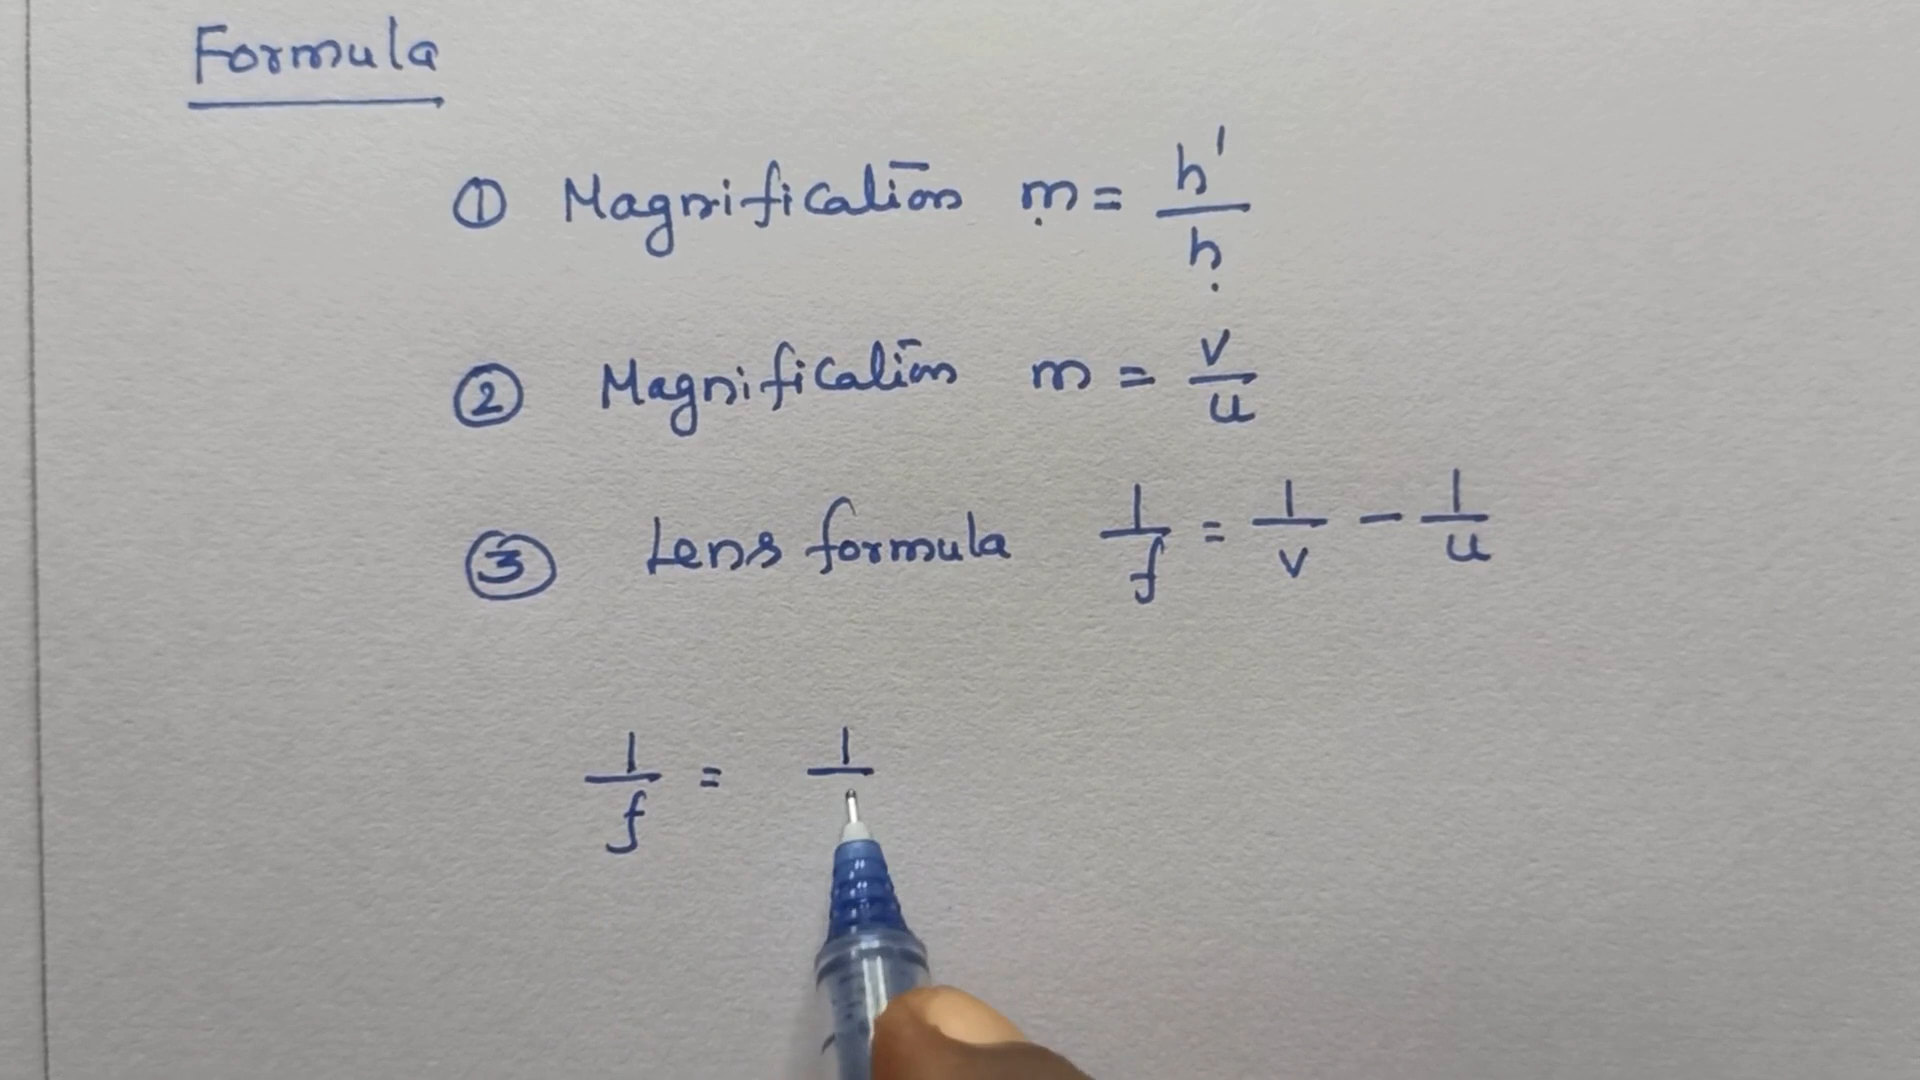 Formula
① Magnification m = h'/h
② Magnification m = v/u
③ Lens formula 1/f = 1/v - 1/u
1/f = 1/